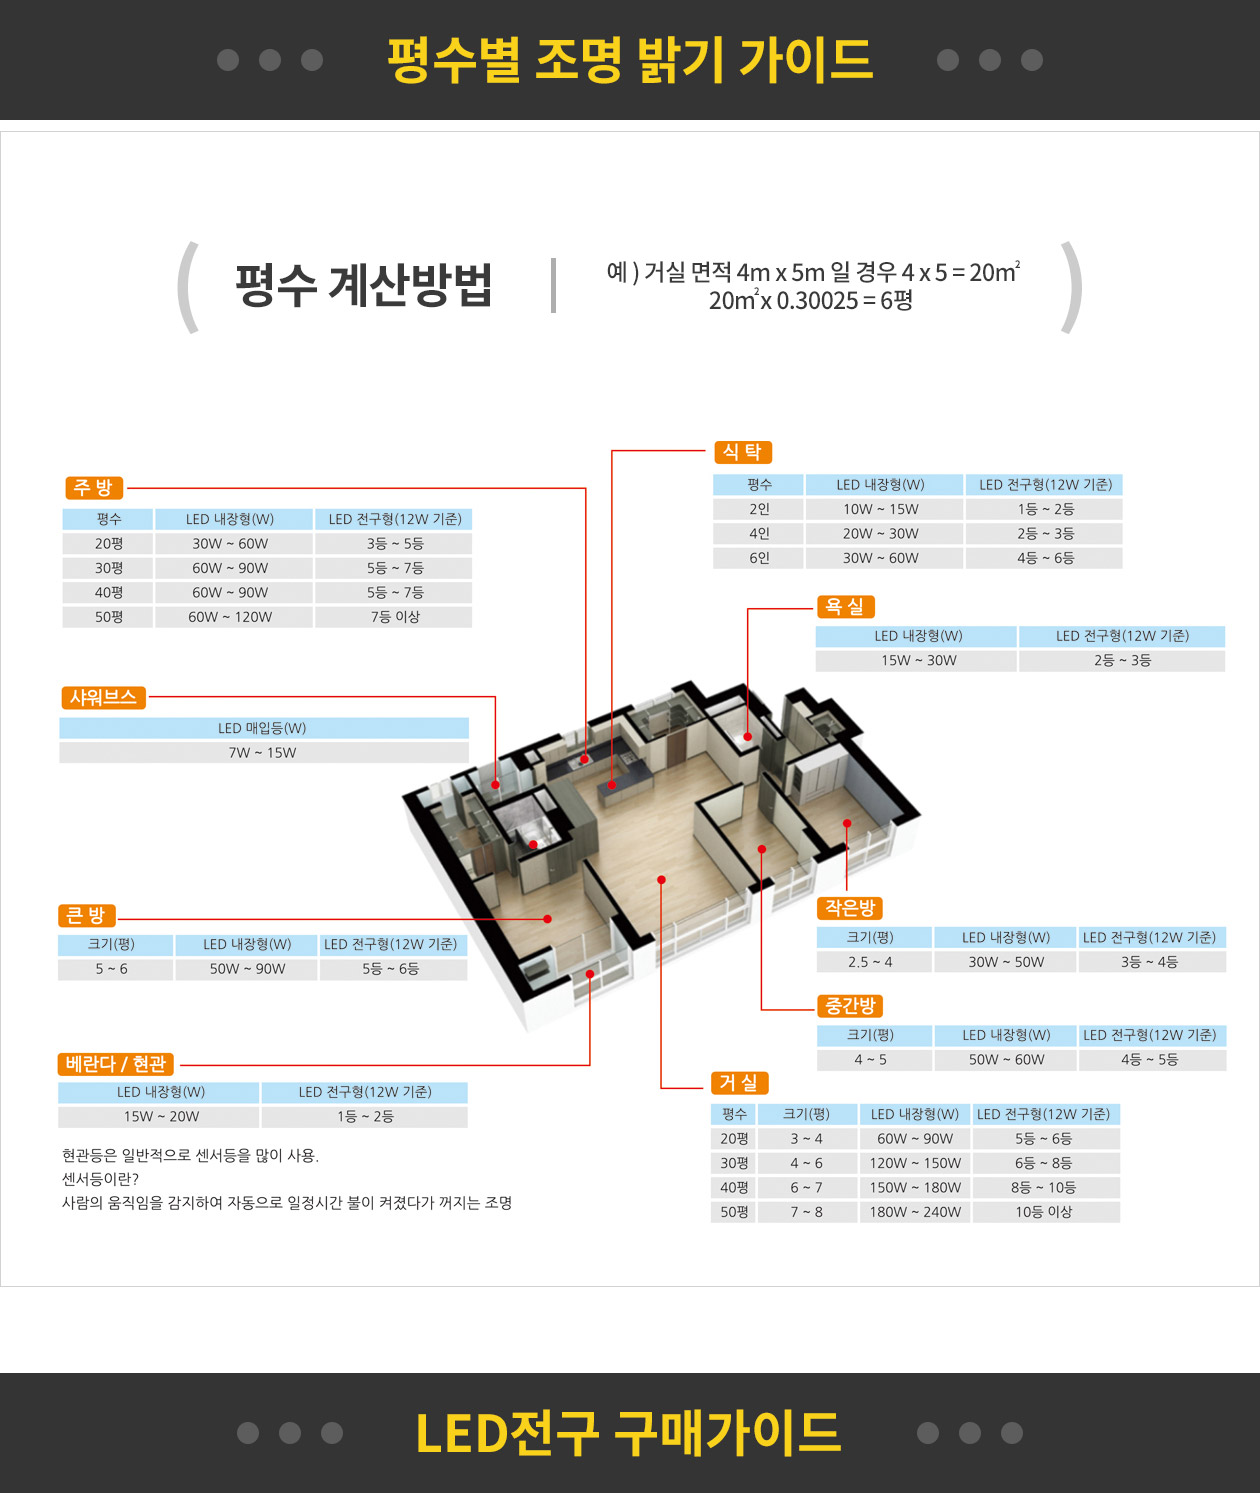 평수별 조명 밝기 가이드
평수 계산방법
예 ) 거실 면적 4m x 5m 일 경우 4 x 5 = 20m²
20m² x 0.30025 = 6평
주 방
평수 LED 내장형(W) LED 전구형(12W 기준)
20평 30W ~ 60W 3등 ~ 5등
30평 60W ~ 90W 5등 ~ 7등
40평 60W ~ 90W 5등 ~ 7등
50평 60W ~ 120W 7등 이상
식 탁
평수 LED 내장형(W) LED 전구형(12W 기준)
2인 10W ~ 15W 1등 ~ 2등
4인 20W ~ 30W 2등 ~ 3등
6인 30W ~ 60W 4등 ~ 6등
욕 실
LED 내장형(W) LED 전구형(12W 기준)
15W ~ 30W 2등 ~ 3등
샤워브스
LED 매입등(W)
7W ~ 15W
큰 방
크기(평) LED 내장형(W) LED 전구형(12W 기준)
5 ~ 6 50W ~ 90W 5등 ~ 6등
작은방
크기(평) LED 내장형(W) LED 전구형(12W 기준)
2.5 ~ 4 30W ~ 50W 3등 ~ 4등
중간방
크기(평) LED 내장형(W) LED 전구형(12W 기준)
4 ~ 5 50W ~ 60W 4등 ~ 5등
베란다 / 현관
LED 내장형(W) LED 전구형(12W 기준)
15W ~ 20W 1등 ~ 2등
현관등은 일반적으로 센서등을 많이 사용.
센서등이란?
사람의 움직임을 감지하여 자동으로 일정시간 불이 켜졌다가 꺼지는 조명
거 실
평수 크기(평) LED 내장형(W) LED 전구형(12W 기준)
20평 3 ~ 4 60W ~ 90W 5등 ~ 6등
30평 4 ~ 6 120W ~ 150W 6등 ~ 8등
40평 6 ~ 7 150W ~ 180W 8등 ~ 10등
50평 7 ~ 8 180W ~ 240W 10등 이상
LED전구 구매가이드